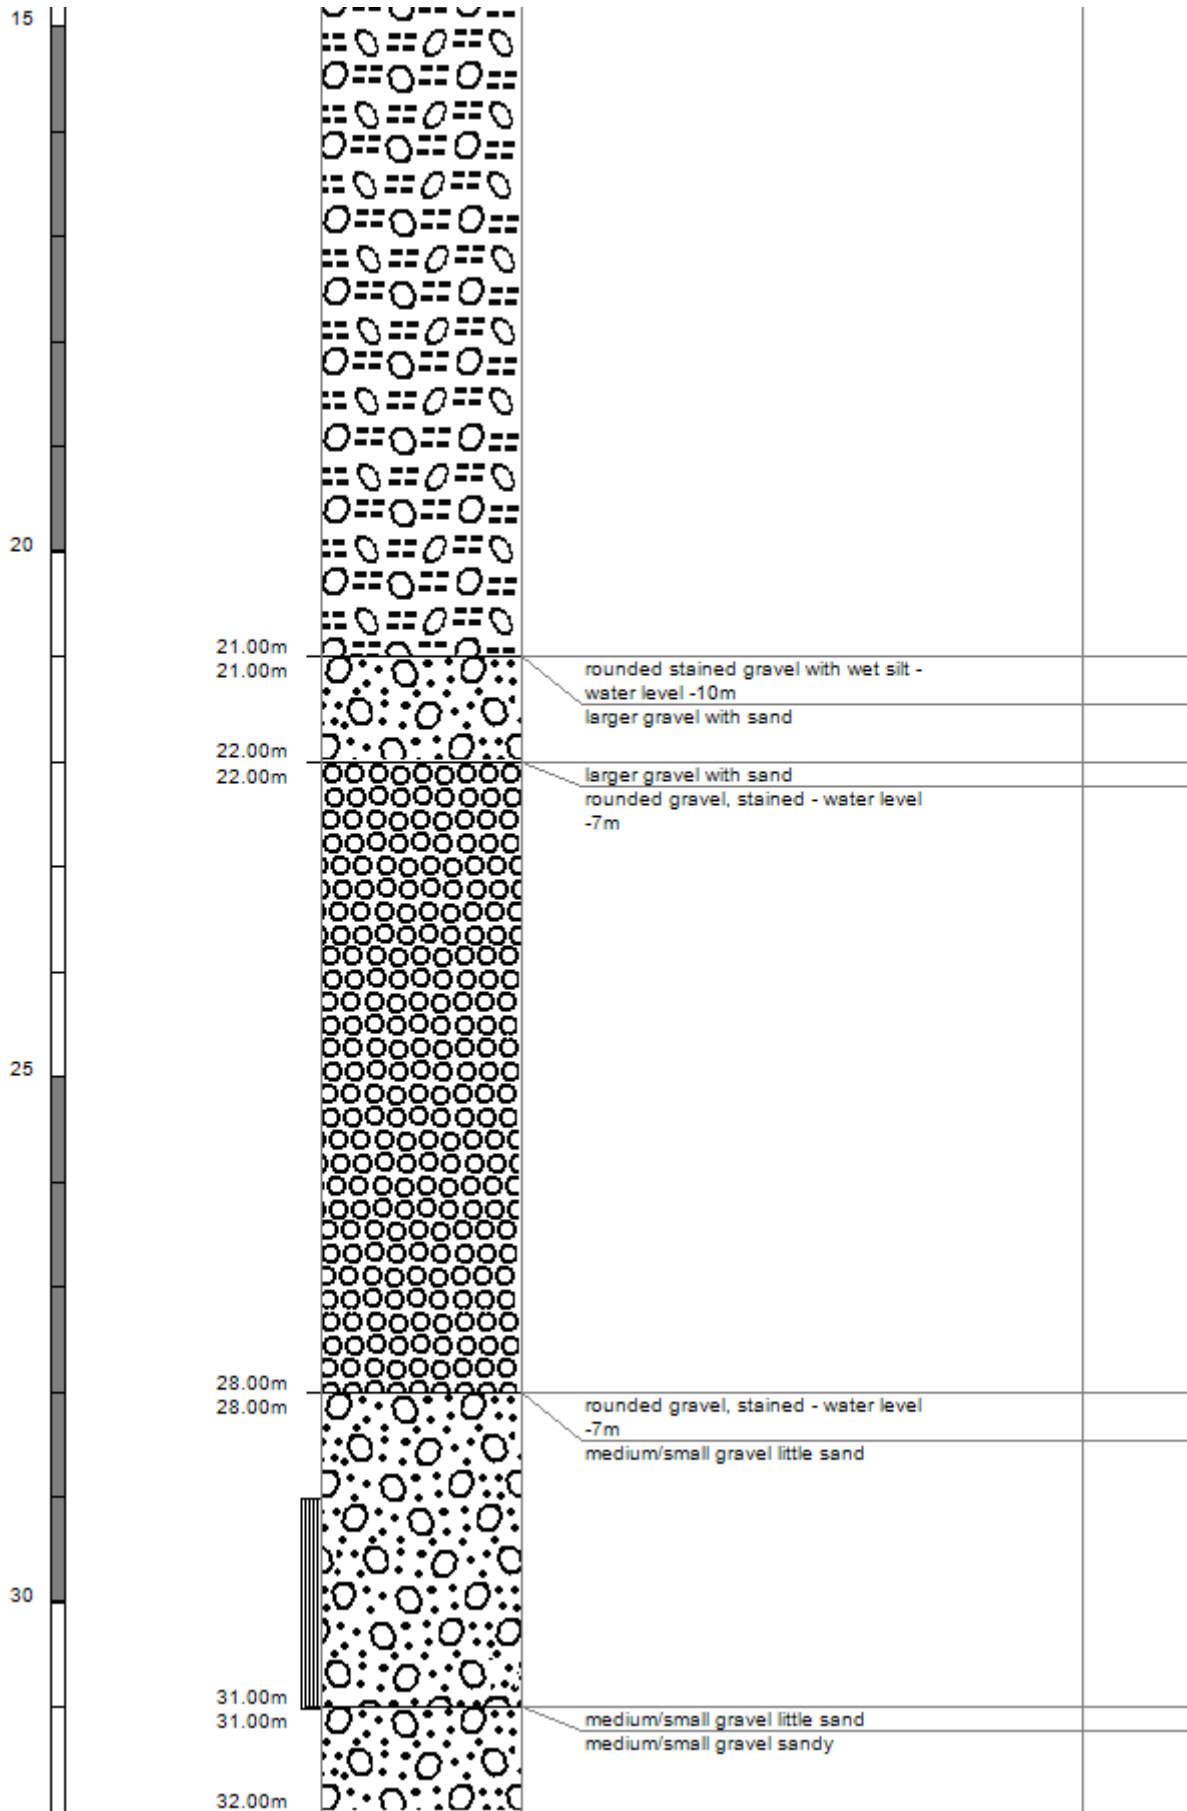 15
20
21.00m
21.00m
rounded stained gravel with wet silt -
water level -10m
larger gravel with sand
22.00m
22.00m
larger gravel with sand
rounded gravel, stained - water level
-7m
25
28.00m
28.00m
rounded gravel, stained - water level
-7m
medium/small gravel little sand
30
31.00m
31.00m
medium/small gravel little sand
medium/small gravel sandy
32.00m